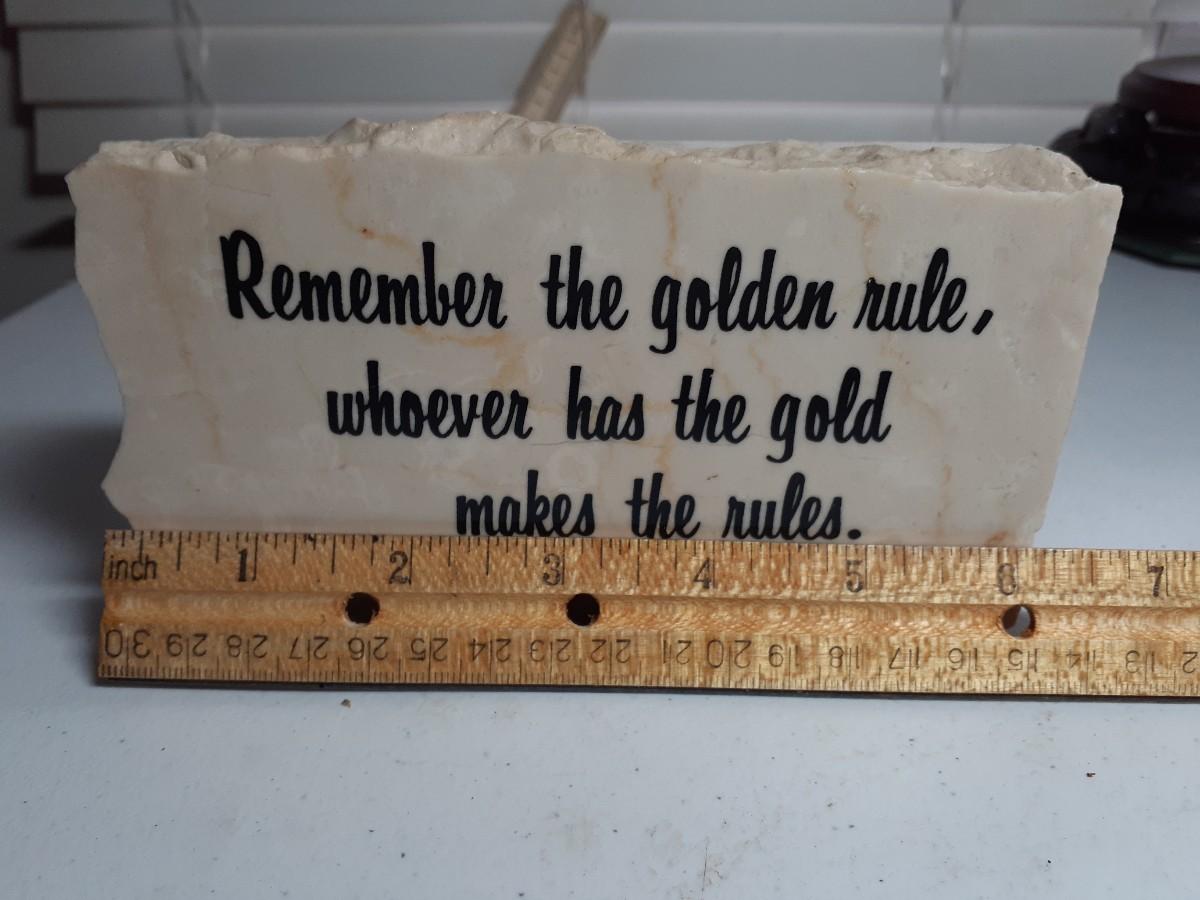 Remember the golden rule,
whoever has the gold
makes the rules.
inch 1 2 3 4 5 6 7
30 29 28 27 26 25 24 23 22 21 20 19 18 17 16 15 14 13